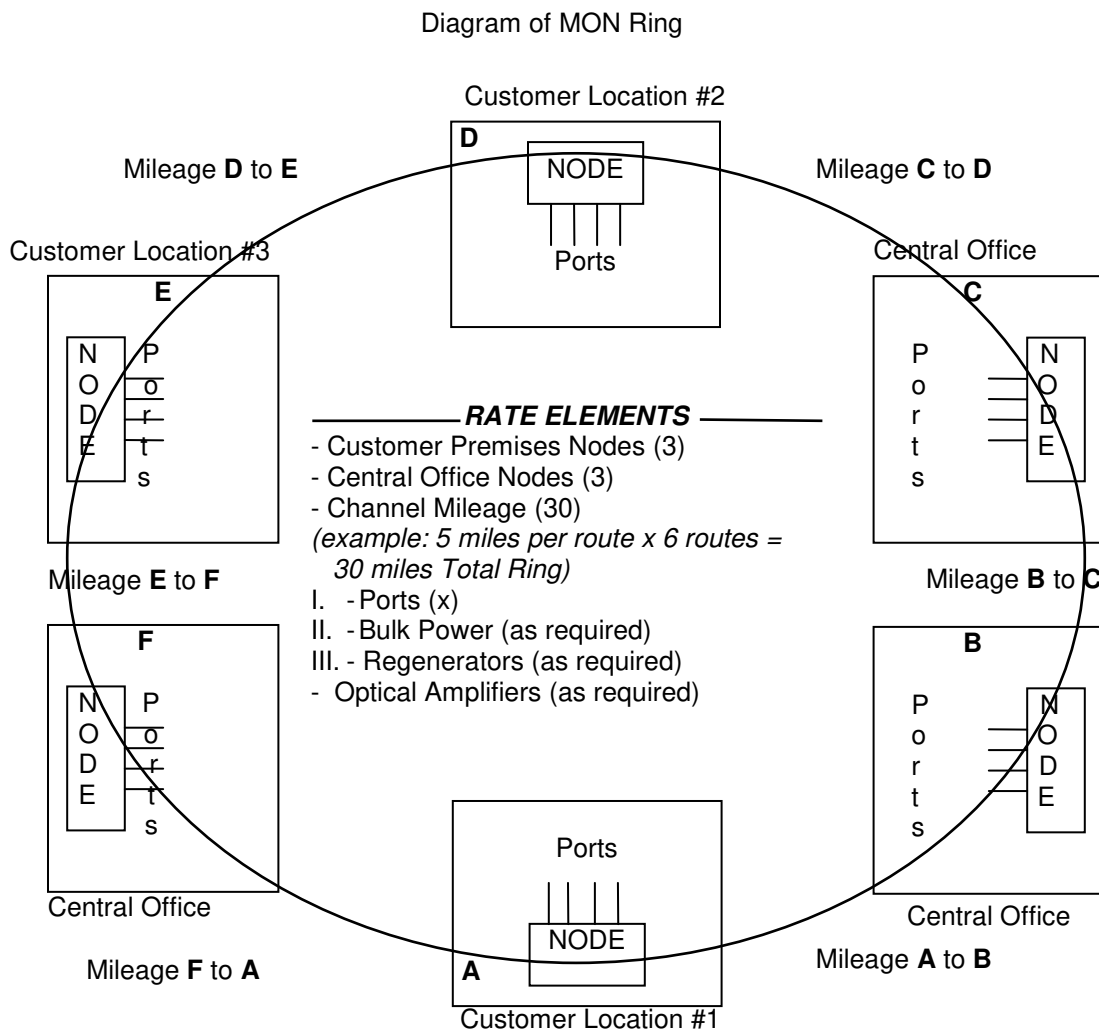 Diagram of MON Ring
Customer Location #2
D
NODE
Ports
Mileage D to E
Mileage C to D
Customer Location #3
E
NODE
Ports
Central Office
C
Ports
NODE
RATE ELEMENTS
- Customer Premises Nodes (3)
- Central Office Nodes (3)
- Channel Mileage (30)
(example: 5 miles per route x 6 routes =
30 miles Total Ring)
I. - Ports (x)
II. - Bulk Power (as required)
III. - Regenerators (as required)
- Optical Amplifiers (as required)
Mileage E to F
Mileage B to C
F
NODE
Ports
Central Office
B
Ports
NODE
Central Office
Ports
NODE
A
Customer Location #1
Mileage F to A
Mileage A to B